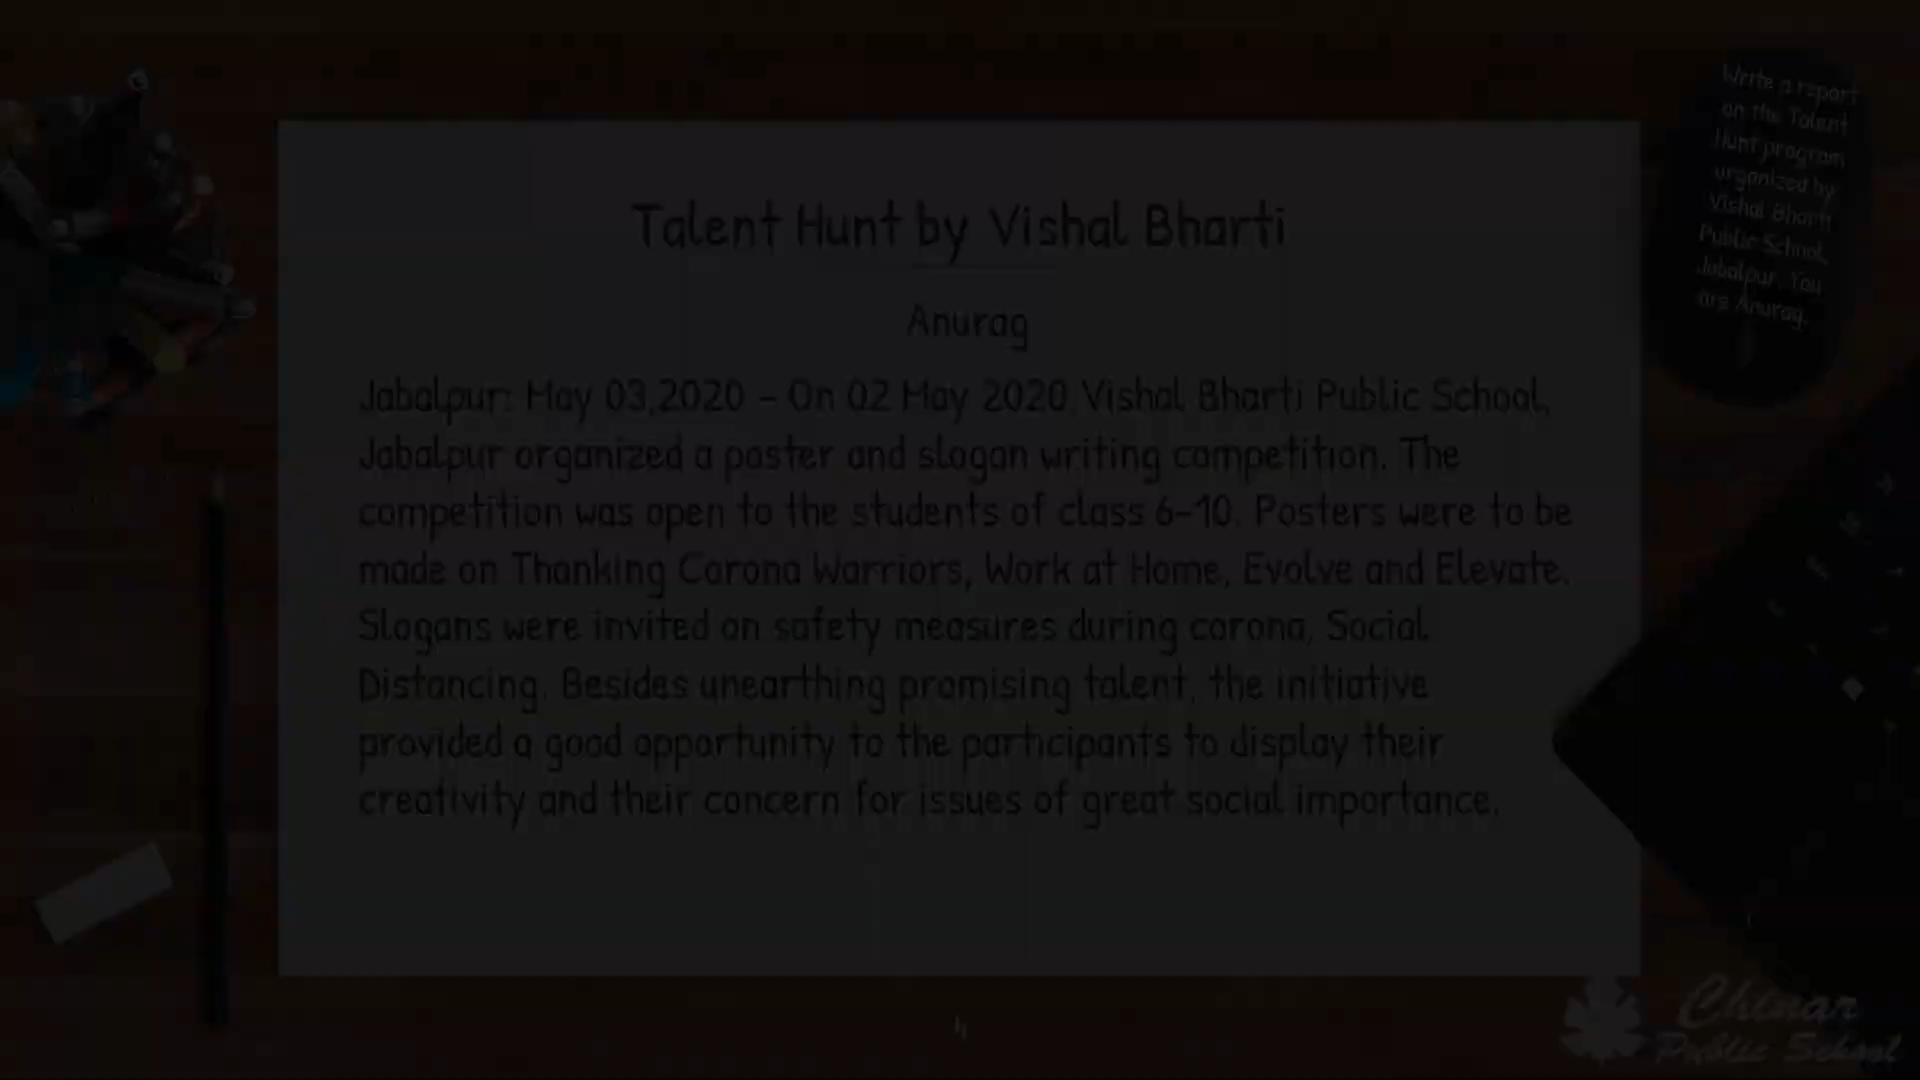 Talent Hunt by Vishal Bharti
Anurag
Jabalpur: May 03,2020 – On 02 May 2020 Vishal Bharti Public School,
Jabalpur organized a poster and slogan writing competition. The
competition was open to the students of class 6-10. Posters were to be
made on Thanking Corona Warriors, Work at Home, Evolve and Elevate.
Slogans were invited on safety measures during corona, Social
Distancing. Besides unearthing promising talent, the initiative
provided a good opportunity to the participants to display their
creativity and their concern for issues of great social importance.
Write a report
on the Talent
Hunt program
organized by
Vishal Bharti
Public School,
Jabalpur. You
are Anurag.
Chinar
Public School